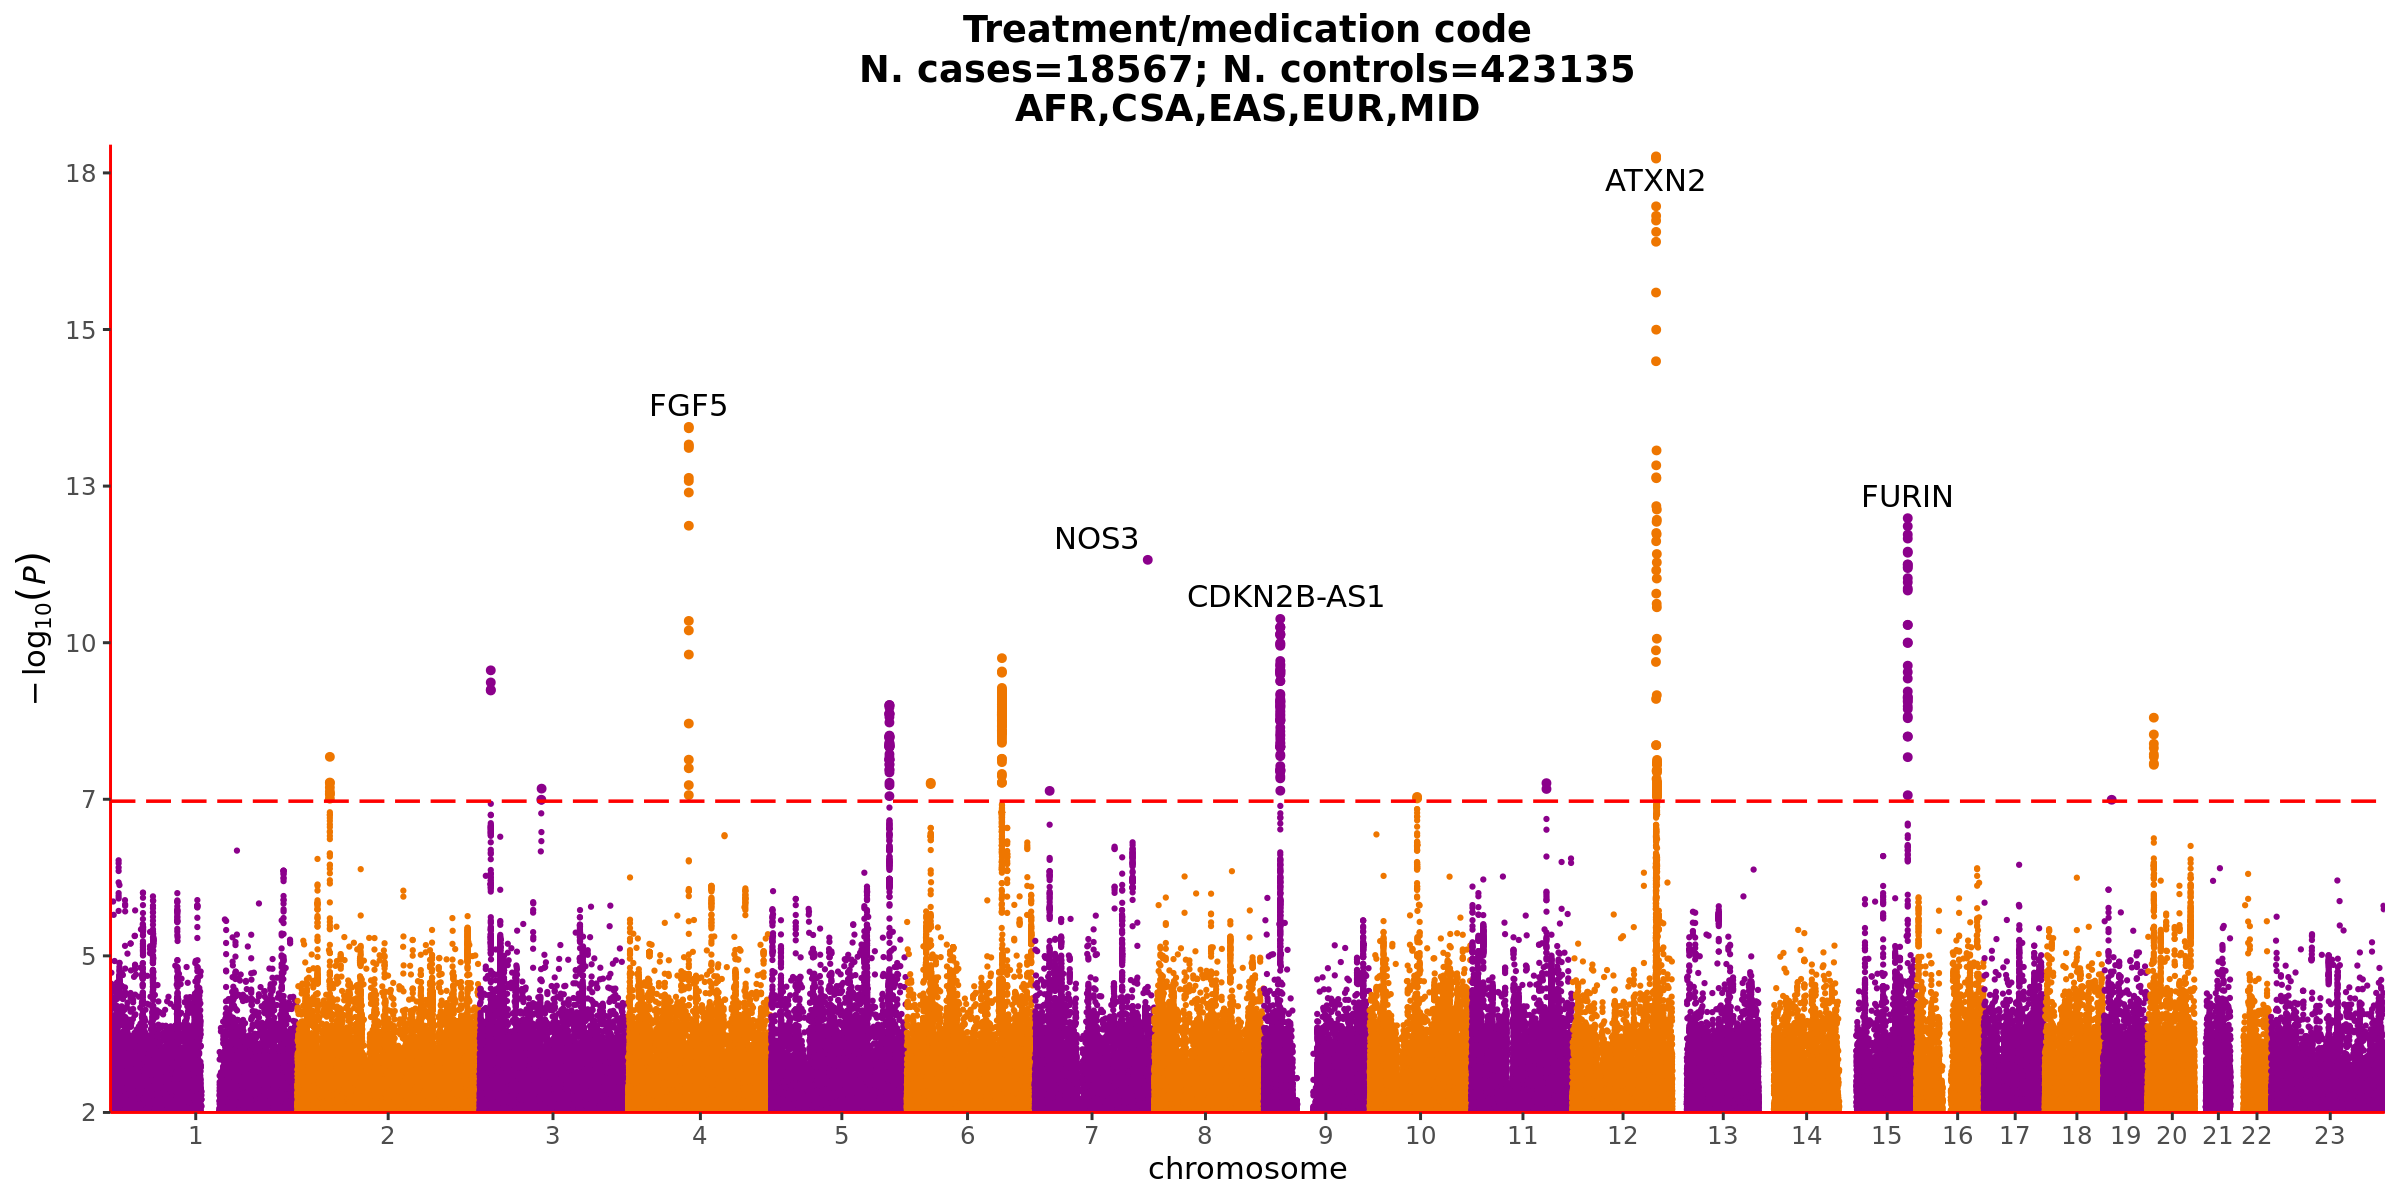 Treatment/medication code
N. cases=18567; N. controls=423135
AFR,CSA,EAS,EUR,MID
18
ATXN2
15
FGF5
13
FURIN
NOS3
CDKN2B-AS1
10
7
5
2
−log10(P)
1 2 3 4 5 6 7 8 9 10 11 12 13 14 15 16 17 18 19 20 21 22 23
chromosome